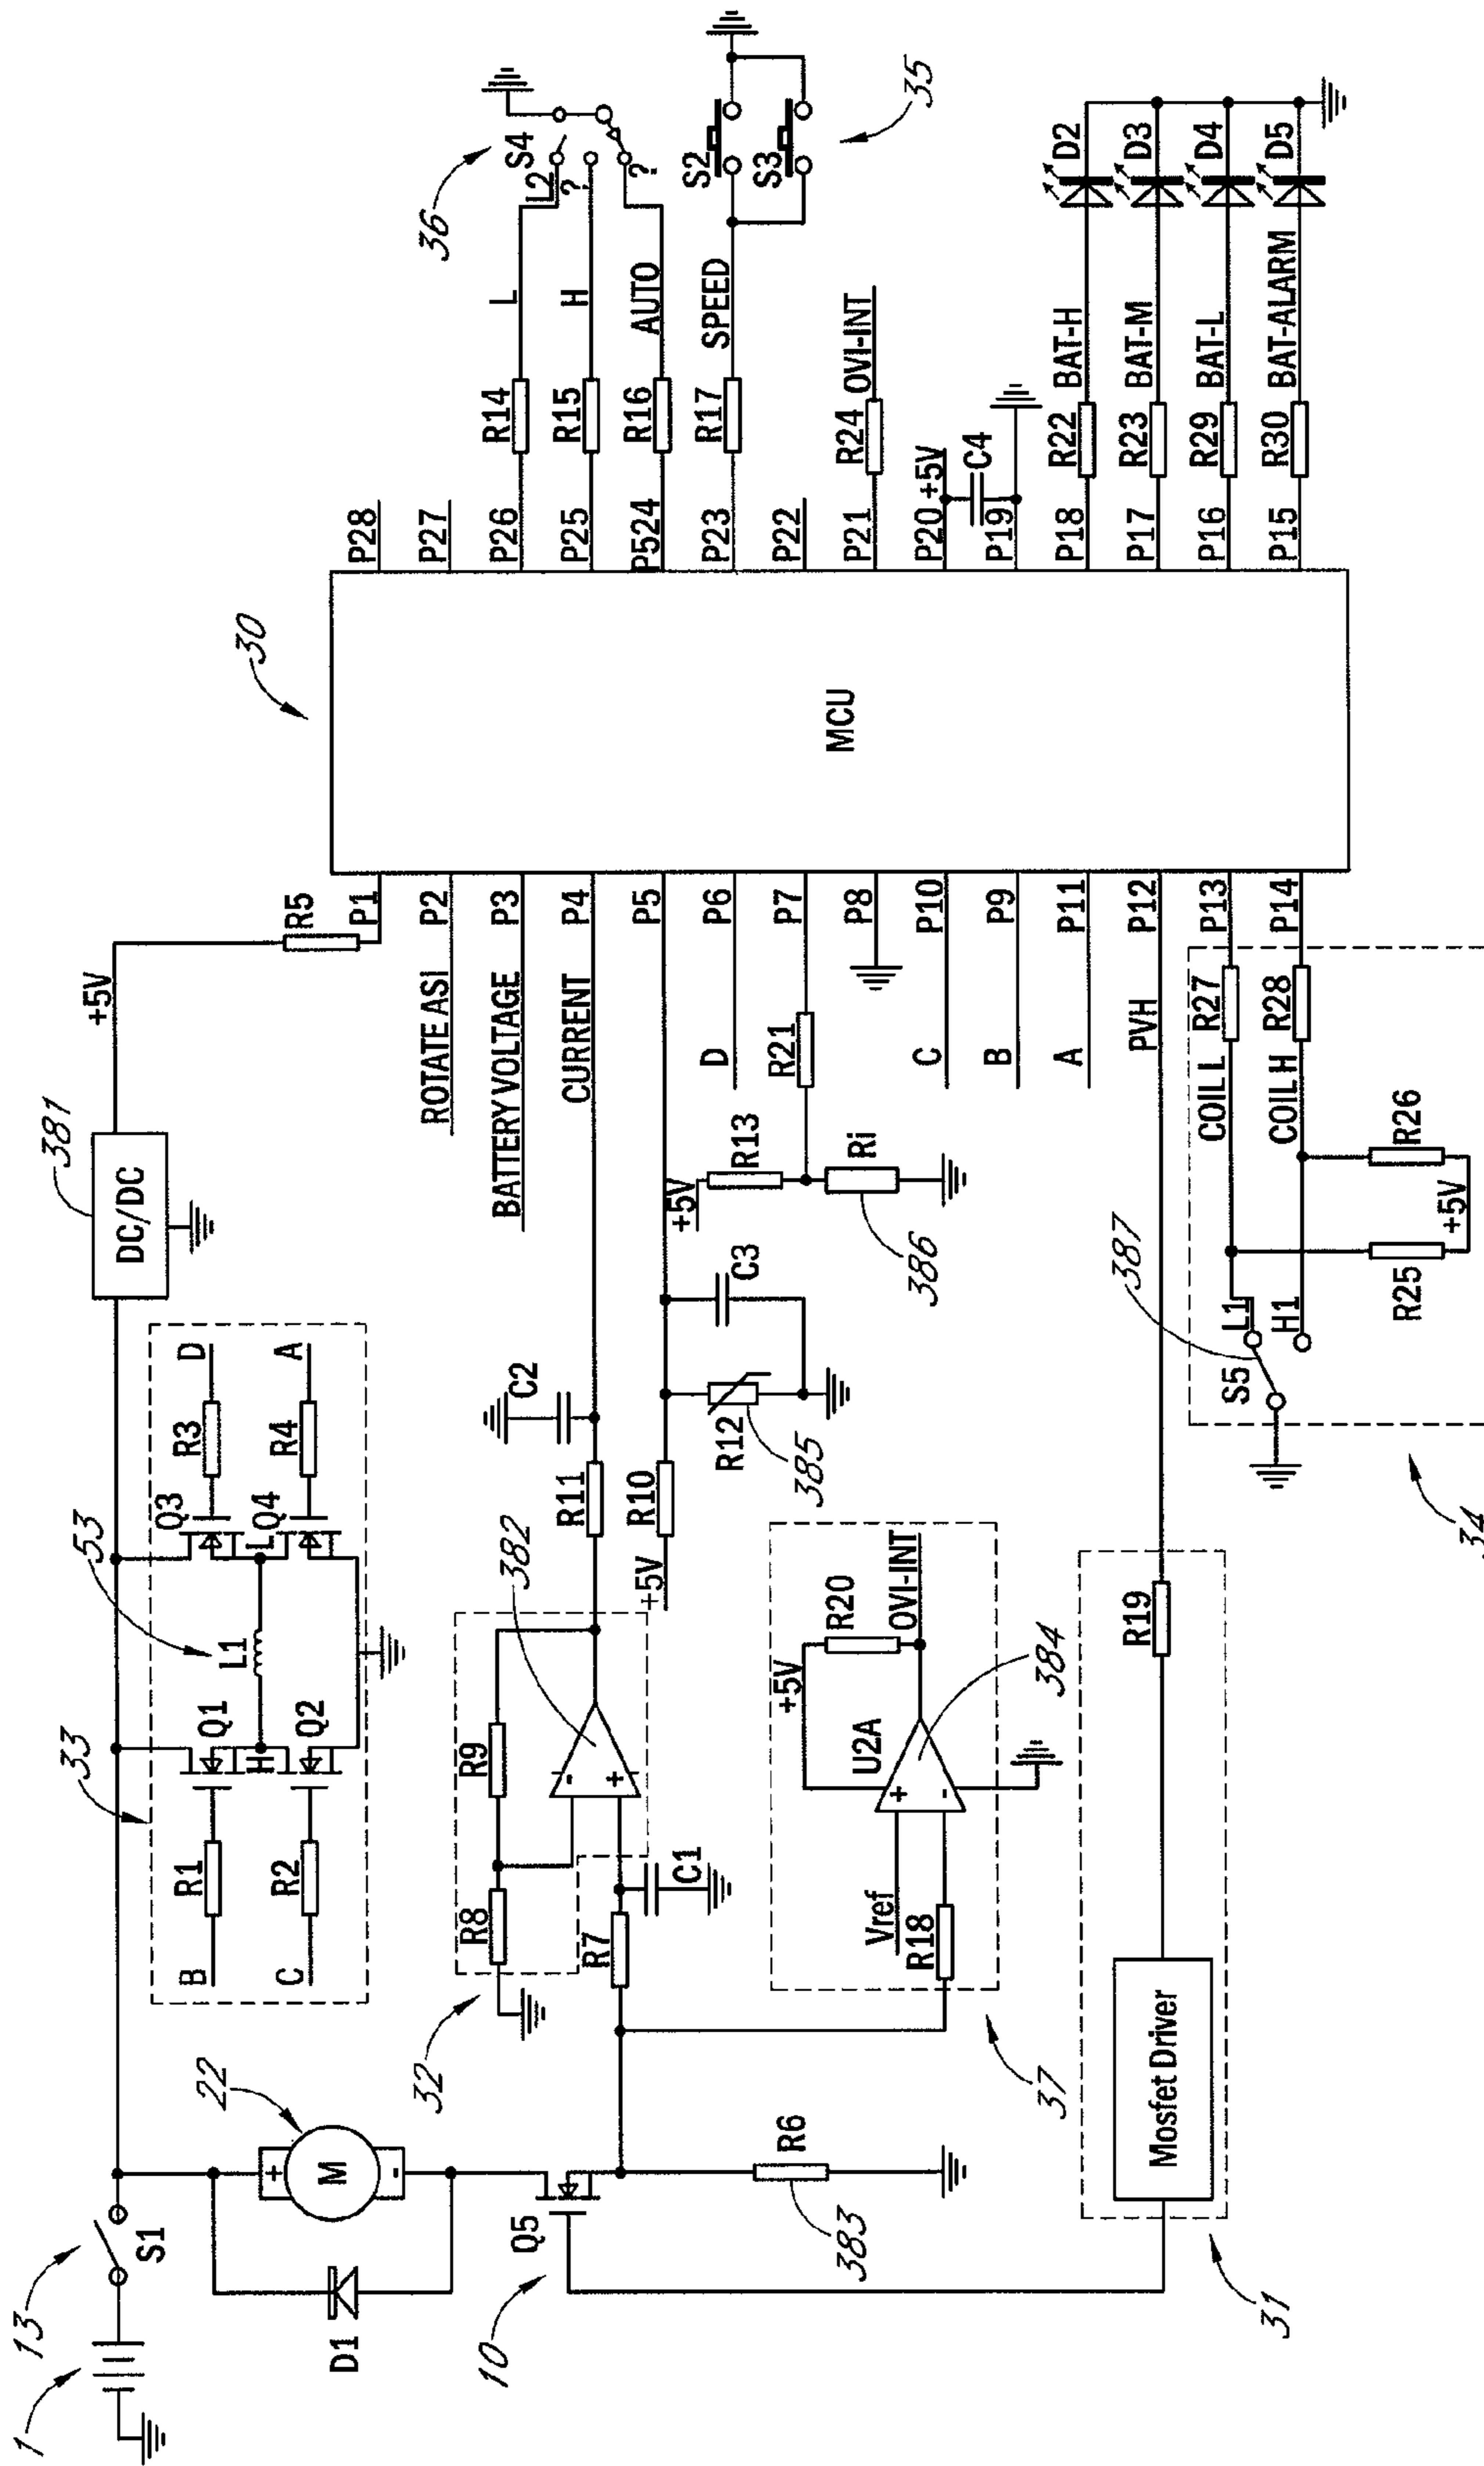 1
13
S1
D1
22
+
M
-
10
Q5
R6
383
33
53
B
R1
Q1
H
L1
Q3
R3
D
C
R2
Q2
L
Q4
R4
A
381
DC/DC
+5V
R5
32
R8
R9
-
+
382
R7
C1
R11
C2
+5V
R10
R12
385
C3
+5V
R13
Ri
386
R21
37
Vref
R18
U2A
+
-
+5V
R20
OVI-INT
384
31
Mosfet Driver
R19
34
S5
387
L1
H1
COIL L
COIL H
R27
R28
R25
R26
+5V
ROTATE ASI
BATTERY VOLTAGE
CURRENT
D
C
B
A
PVH
P1
P2
P3
P4
P5
P6
P7
P8
P10
P9
P11
P12
P13
P14
30
MCU
P28
P27
P26
P25
P524
P23
P22
P21
P20
P19
P18
P17
P16
P15
R14
L
R15
H
R16
AUTO
R17
SPEED
R24
OVI-INT
+5V
C4
R22
BAT-H
D2
R23
BAT-M
D3
R29
BAT-L
D4
R30
BAT-ALARM
D5
36
S4
L2
?
?
S2
S3
35